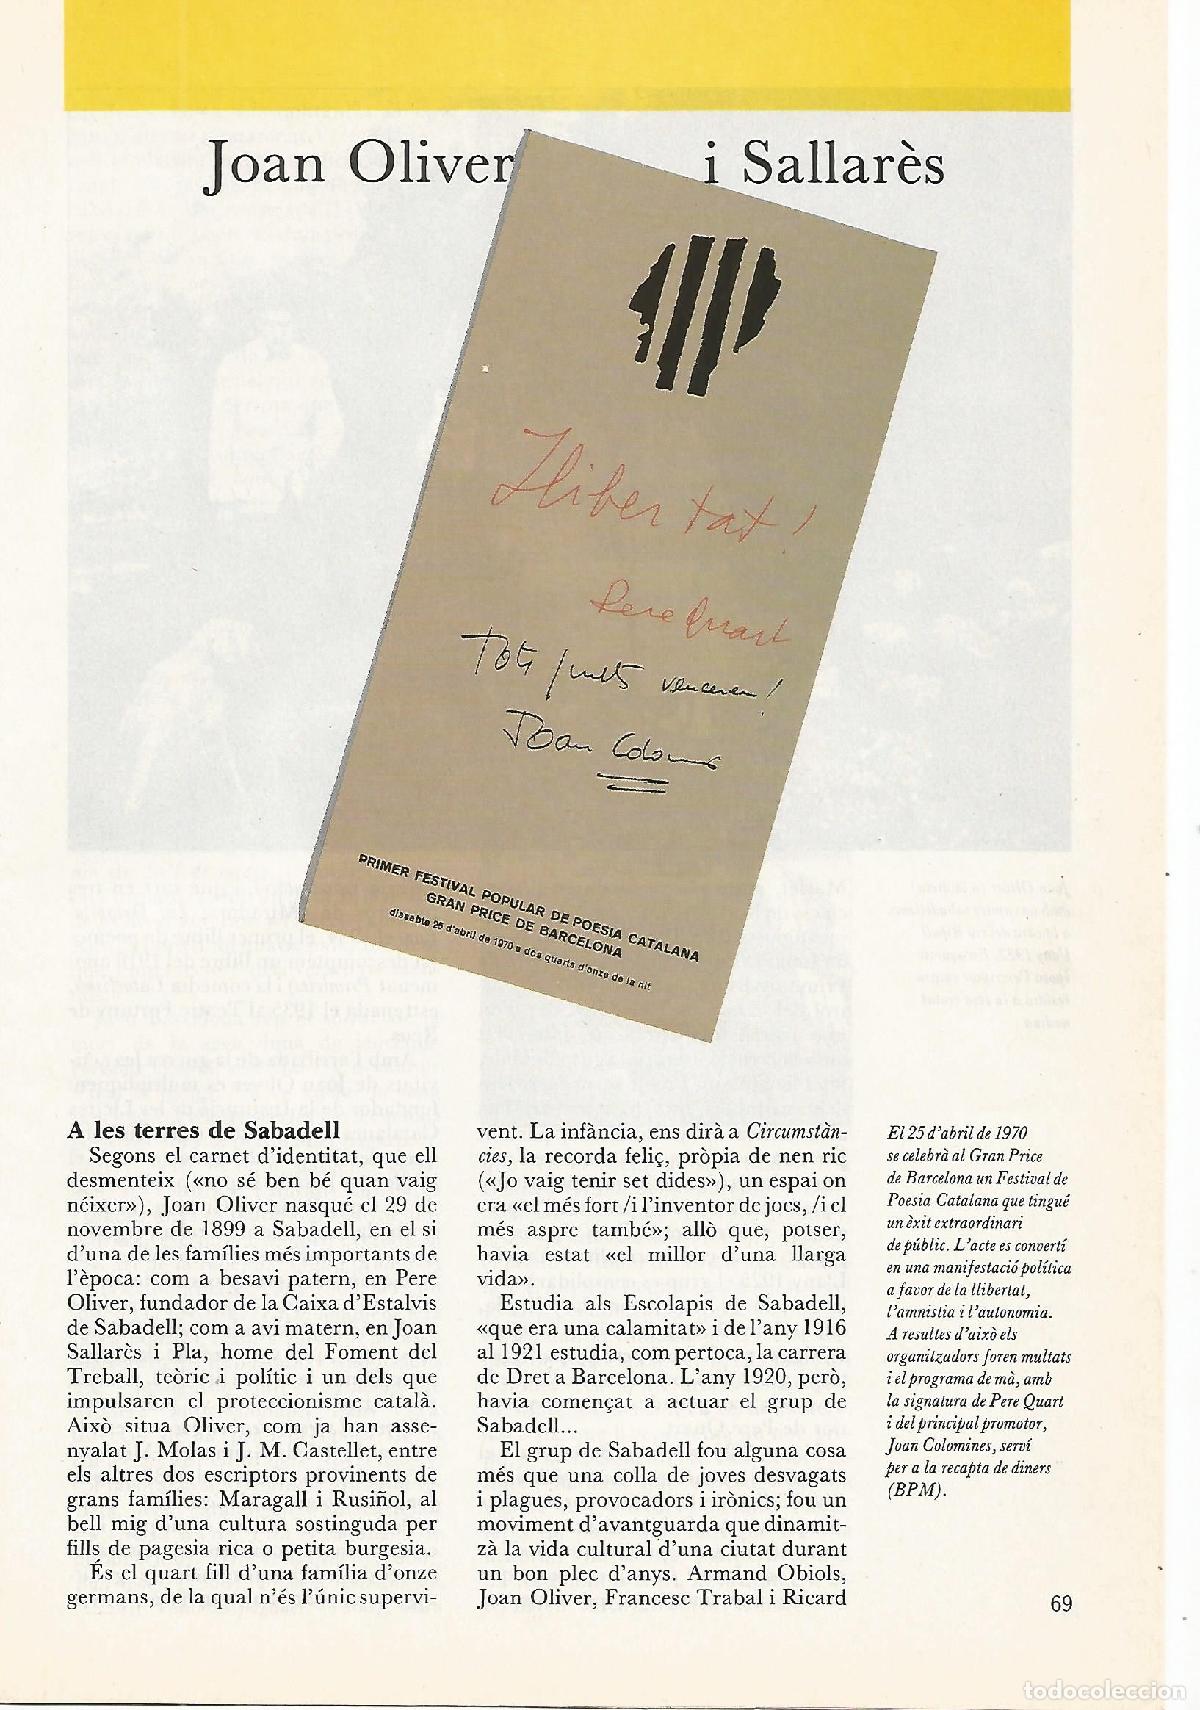 Joan Oliver i Sallarès
Llibertat!
Pere Quart
Tots junts vencerem!
Joan Colomines
PRIMER FESTIVAL POPULAR DE POESIA CATALANA
GRAN PRICE DE BARCELONA
dissabte 25 d'abril de 1970 a dos quarts d'onze de la nit
A les terres de Sabadell
Segons el carnet d'identitat, que ell
desmenteix («no sé ben bé quan vaig
néixer»), Joan Oliver nasqué el 29 de
novembre de 1899 a Sabadell, en el si
d'una de les famílies més importants de
l'època: com a besavi patern, en Pere
Oliver, fundador de la Caixa d'Estalvis
de Sabadell; com a avi matern, en Joan
Sallarès i Pla, home del Foment del
Treball, teòric i polític i un dels que
impulsaren el proteccionisme català.
Això situa Oliver, com ja han asse-
nyalat J. Molas i J. M. Castellet, entre
els altres dos escriptors provinents de
grans famílies: Maragall i Rusiñol, al
bell mig d'una cultura sostinguda per
fills de pagesia rica o petita burgesia.
És el quart fill d'una família d'onze
germans, de la qual n'és l'únic supervi-
vent. La infància, ens dirà a Circumstàn-
cies, la recorda feliç, pròpia de nen ric
(«Jo vaig tenir set dides»), un espai on
era «el més fort /i l'inventor de jocs, /i el
més aspre també»; allò que, potser,
havia estat «el millor d'una llarga
vida».
Estudia als Escolapis de Sabadell,
«que era una calamitat» i de l'any 1916
al 1921 estudia, com pertoca, la carrera
de Dret a Barcelona. L'any 1920, però,
havia començat a actuar el grup de
Sabadell...
El grup de Sabadell fou alguna cosa
més que una colla de joves desvagats
i plagues, provocadors i irònics; fou un
moviment d'avantguarda que dinamit-
zà la vida cultural d'una ciutat durant
un bon plec d'anys. Armand Obiols,
Joan Oliver, Francesc Trabal i Ricard
El 25 d'abril de 1970
se celebrà al Gran Price
de Barcelona un Festival de
Poesia Catalana que tingué
un èxit extraordinari
de públic. L'acte es convertí
en una manifestació política
a favor de la llibertat,
l'amnistia i l'autonomia.
A resultes d'això els
organitzadors foren multats
i el programa de mà, amb
la signatura de Pere Quart
i del principal promotor,
Joan Colomines, serví
per a la recapta de diners
(BPM).
69
todocoleccion